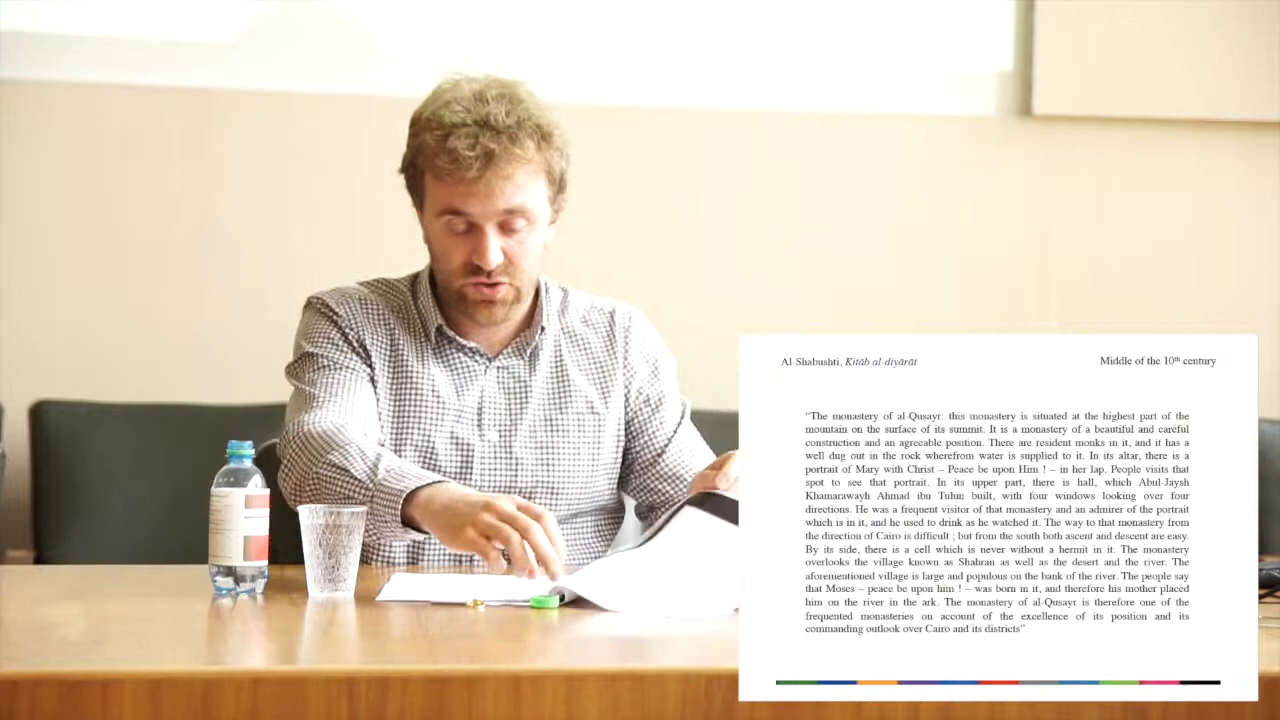 Al-Shabushti, Kitāb al-diyārāt
Middle of the 10th century
“The monastery of al-Qusayr: this monastery is situated at the highest part of the
mountain on the surface of its summit. It is a monastery of a beautiful and careful
construction and an agreeable position. There are resident monks in it, and it has a
well dug out in the rock wherefrom water is supplied to it. In its altar, there is a
portrait of Mary with Christ – Peace be upon Him ! – in her lap. People visits that
spot to see that portrait. In its upper part, there is hall, which Abul-Jaysh
Khamarawayh Ahmad ibn Tulun built, with four windows looking over four
directions. He was a frequent visitor of that monastery and an admirer of the portrait
which is in it, and he used to drink as he watched it. The way to that monastery from
the direction of Cairo is difficult ; but from the south both ascent and descent are easy.
By its side, there is a cell which is never without a hermit in it. The monastery
overlooks the village known as Shahran as well as the desert and the river. The
aforementioned village is large and populous on the bank of the river. The people say
that Moses – peace be upon him ! – was born in it, and therefore his mother placed
him on the river in the ark. The monastery of al-Qusayr is therefore one of the
frequented monasteries on account of the excellence of its position and its
commanding outlook over Cairo and its districts”